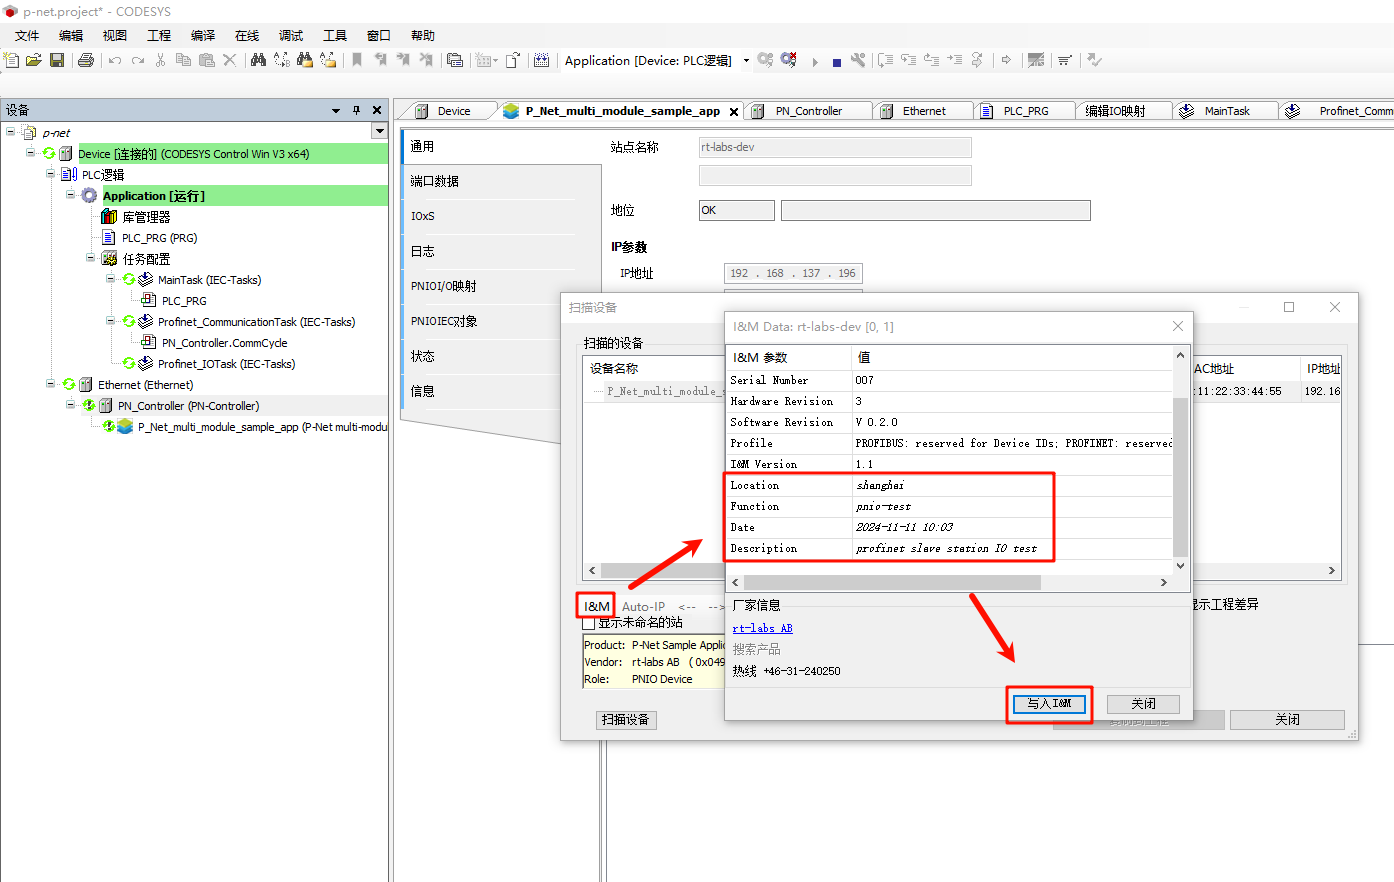 p-net.project* - CODESYS
文件 编辑 视图 工程 编译 在线 调试 工具 窗口 帮助
Application [Device: PLC逻辑]
设备
p-net
Device [连接的] (CODESYS Control Win V3 x64)
PLC逻辑
Application [运行]
库管理器
PLC_PRG (PRG)
任务配置
MainTask (IEC-Tasks)
PLC_PRG
Profinet_CommunicationTask (IEC-Tasks)
PN_Controller.CommCycle
Profinet_IOTask (IEC-Tasks)
Ethernet (Ethernet)
PN_Controller (PN-Controller)
P_Net_multi_module_sample_app (P-Net multi-modu
Device P_Net_multi_module_sample_app PN_Controller Ethernet PLC_PRG 编辑IO映射 MainTask Profinet_Comm
通用
端口数据
IOxS
日志
PNIOI/O映射
PNIOIEC对象
状态
信息
站点名称 rt-labs-dev
地位 OK
IP参数
IP地址 192 . 168 . 137 . 196
扫描设备
扫描的设备
设备名称 AC地址 IP地址
P_Net_multi_module_s :11:22:33:44:55 192.16
I&M Auto-IP <-- --> 显示工程差异
显示未命名的站
Product: P-Net Sample Applic
Vendor: rt-labs AB (0x049
Role: PNIO Device
扫描设备 关闭
I&M Data: rt-labs-dev [0, 1]
I&M 参数 值
Serial Number 007
Hardware Revision 3
Software Revision V 0.2.0
Profile PROFIBUS: reserved for Device IDs; PROFINET: reserved
I&M Version 1.1
Location shanghai
Function pnio-test
Date 2024-11-11 10:03
Description profinet slave station IO test
厂家信息
rt-labs AB
搜索产品
热线 +46-31-240250
写入I&M 关闭